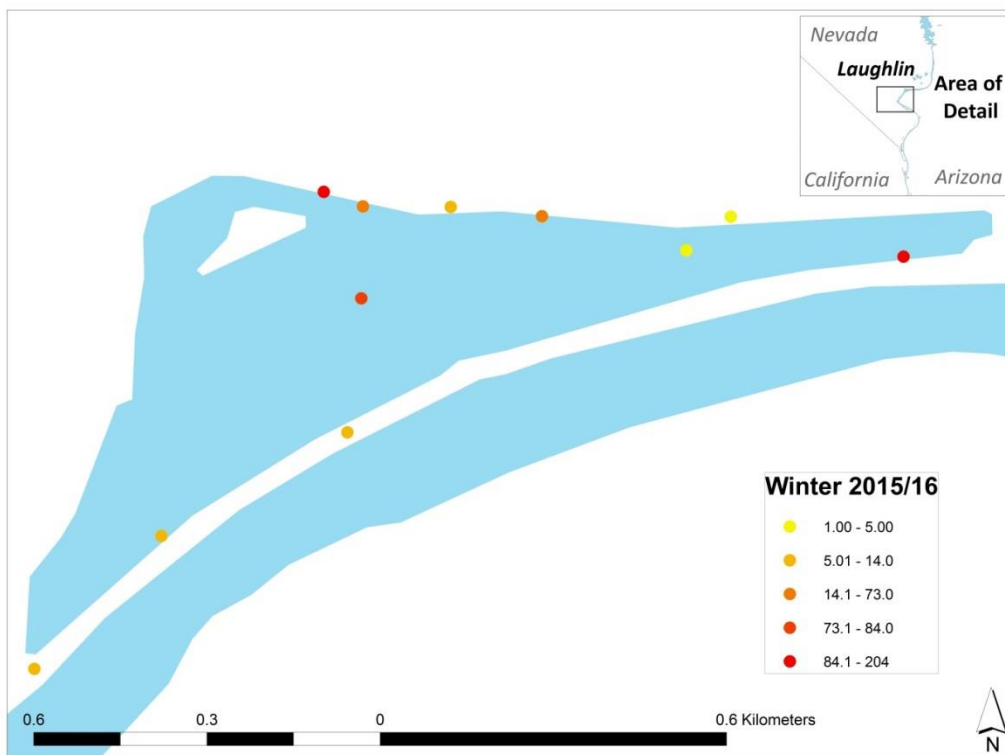 Nevada
Laughlin
Area of
Detail
California
Arizona
Winter 2015/16
1.00 - 5.00
5.01 - 14.0
14.1 - 73.0
73.1 - 84.0
84.1 - 204
0.6
0.3
0
0.6 Kilometers
N